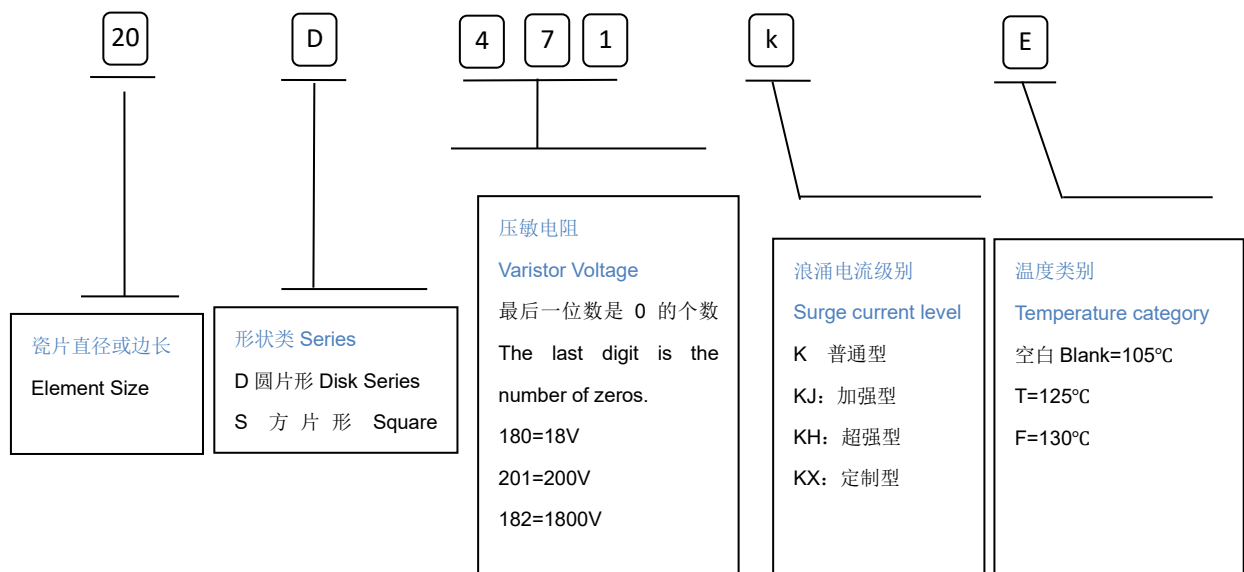 20 D 4 7 1 k E
瓷片直径或边长
Element Size
形状类 Series
D 圆片形 Disk Series
S 方片形 Square
压敏电阻
Varistor Voltage
最后一位数是 0 的个数
The last digit is the
number of zeros.
180=18V
201=200V
182=1800V
浪涌电流级别
Surge current level
K 普通型
KJ：加强型
KH：超强型
KX：定制型
温度类别
Temperature category
空白 Blank=105℃
T=125℃
F=130℃